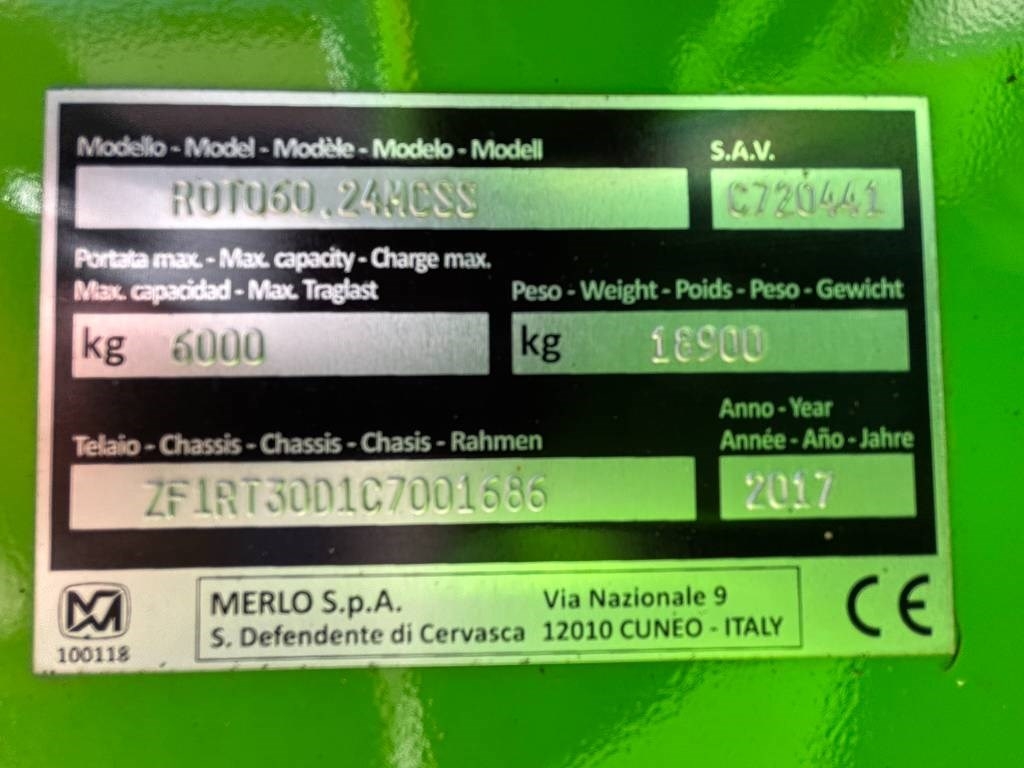 Modello - Model - Modèle - Modelo - Modell
S.A.V.
ROTO60.24MCSS
C720441
Portata max. - Max. capacity - Charge max.
Max. capacidad - Max. Traglast
Peso - Weight - Poids - Peso - Gewicht
kg 6000
kg 18900
Telaio - Chassis - Chassis - Chasis - Rahmen
Anno - Year
Année - Año - Jahre
ZF1RT30D1C7001686
2017
100118
MERLO S.p.A.
S. Defendente di Cervasca
Via Nazionale 9
12010 CUNEO - ITALY
CE